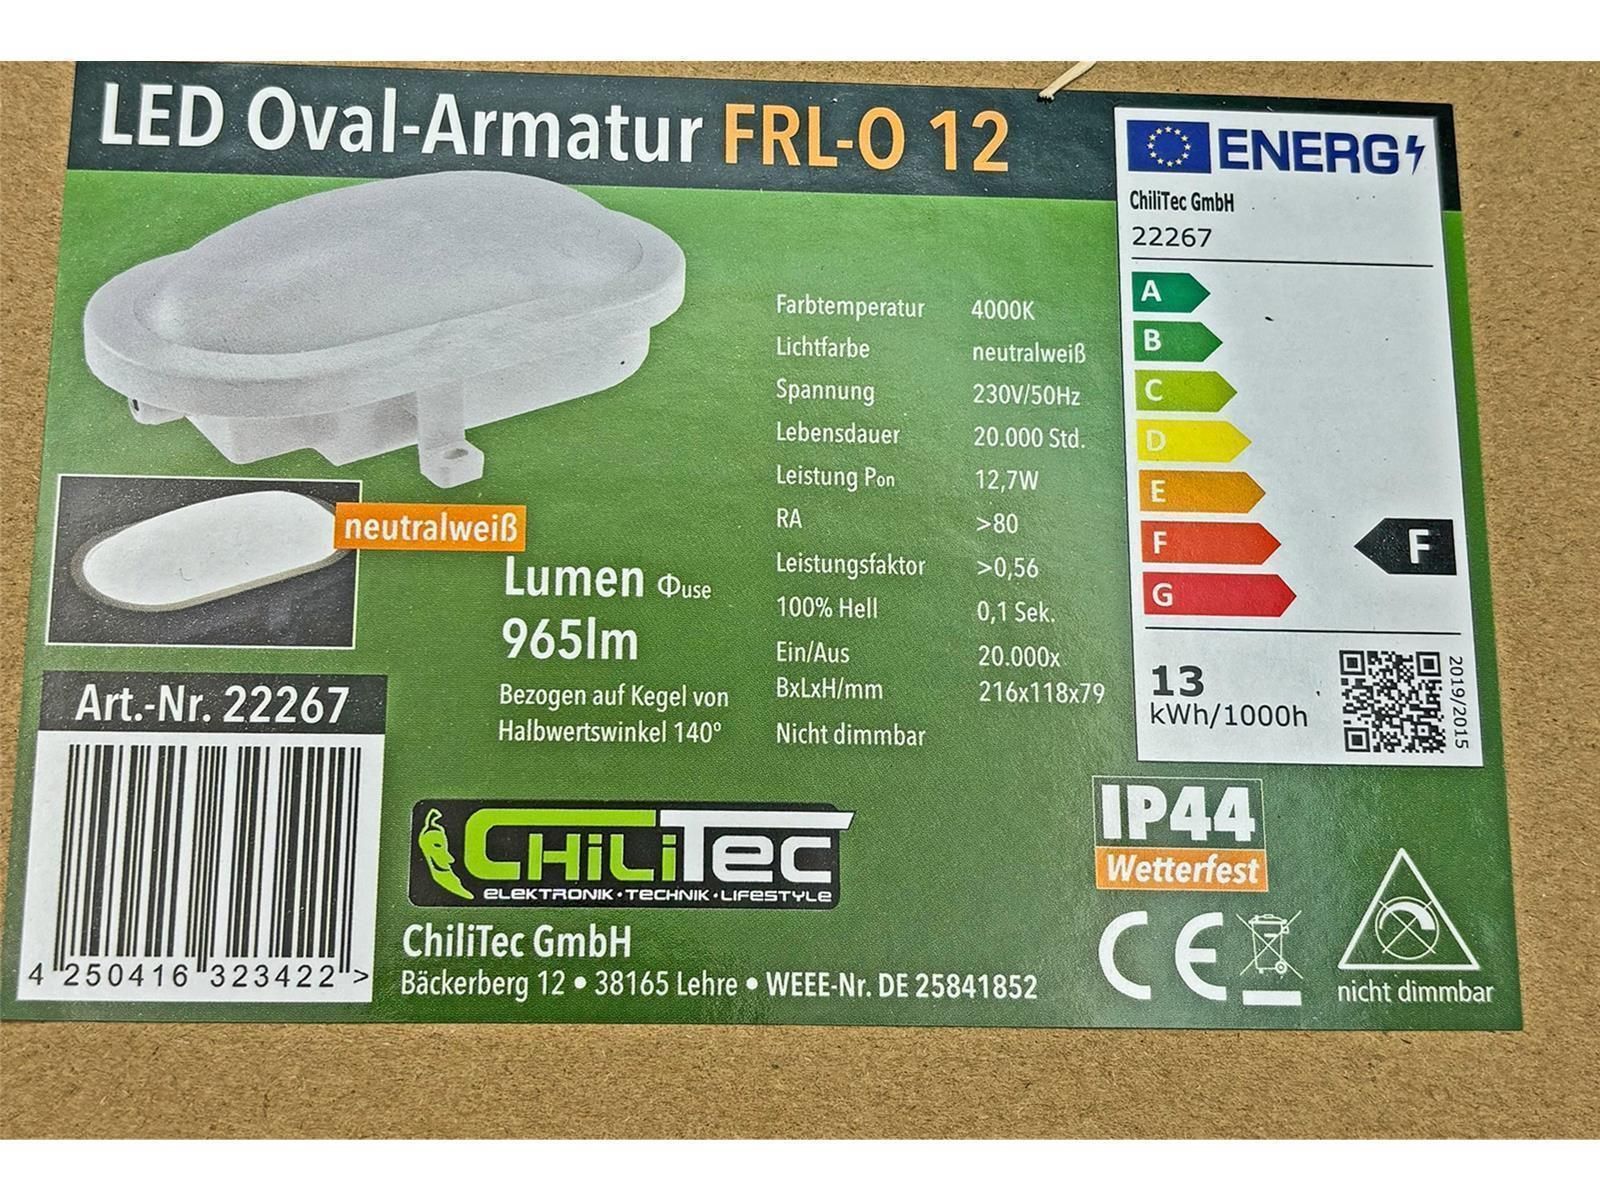 LED Oval-Armatur FRL-O 12
neutralweiß
Lumen Φuse
965lm
Bezogen auf Kegel von
Halbwertswinkel 140°
Farbtemperatur 4000K
Lichtfarbe neutralweiß
Spannung 230V/50Hz
Lebensdauer 20.000 Std.
Leistung Pon 12,7W
RA >80
Leistungsfaktor >0,56
100% Hell 0,1 Sek.
Ein/Aus 20.000x
BxLxH/mm 216x118x79
Nicht dimmbar
ENERG
ChiliTec GmbH
22267
A
B
C
D
E
F
F
G
13
kWh/1000h
2019/2015
Art.-Nr. 22267
4 250416 323422 >
CHiLiTEC
ELEKTRONIK • TECHNIK • LIFESTYLE
ChiliTec GmbH
Bäckerberg 12 • 38165 Lehre • WEEE-Nr. DE 25841852
IP44
Wetterfest
CE
nicht dimmbar